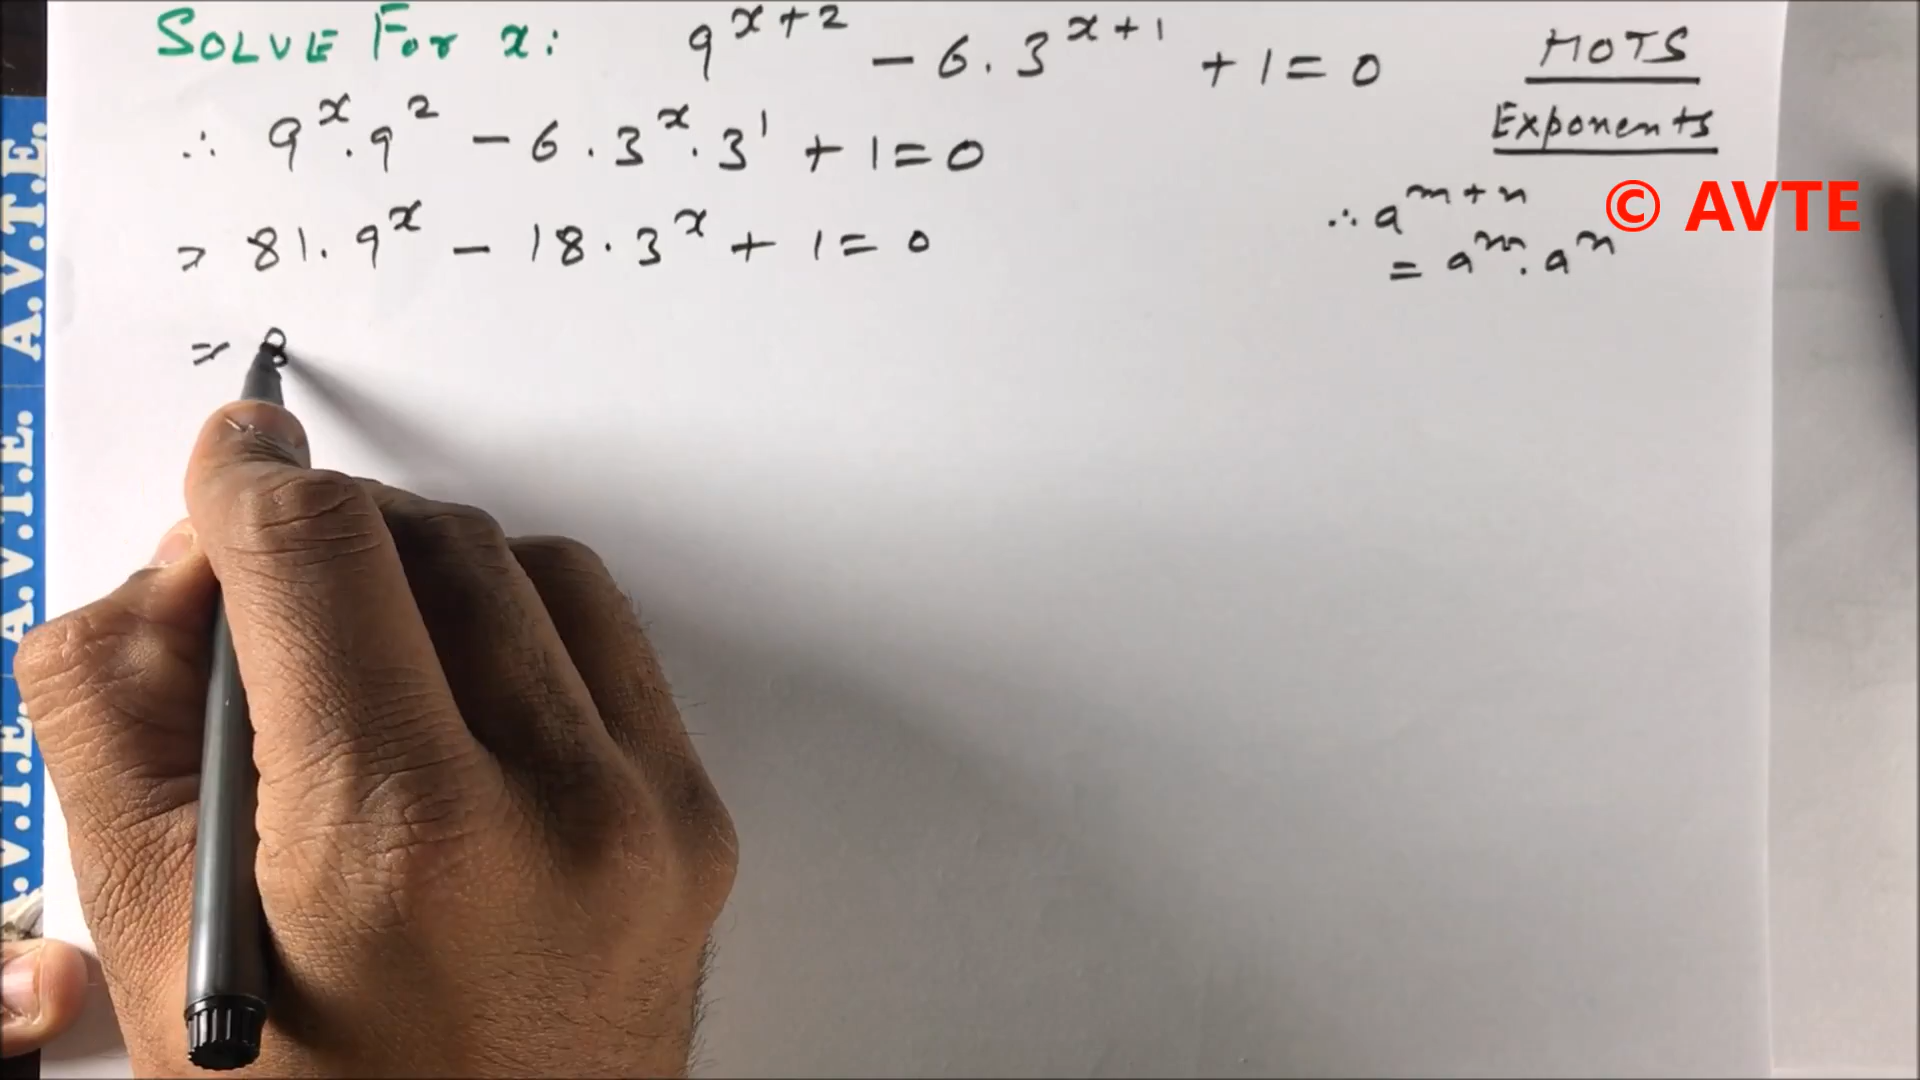 SOLVE For x: 9^{x+2} - 6.3^{x+1} + 1 = 0
∴ 9^x . 9^2 - 6 . 3^x . 3^1 + 1 = 0
⇒ 81 . 9^x - 18 . 3^x + 1 = 0
⇒ 8
HOTS
Exponents
∴ a^{m+n}
= a^m . a^n
© AVTE
A.V.T.E.
A.V.T.E.
.V.T.E.